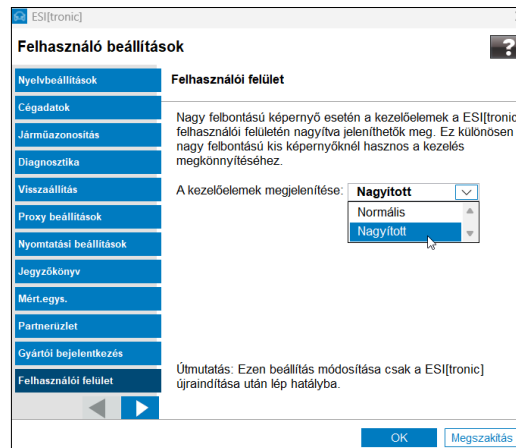 ESI[tronic]
Felhasználó beállítások
?
Nyelvbeállítások
Felhasználói felület
Cégadatok
Járműazonosítás
Diagnosztika
Visszaállítás
Proxy beállítások
Nyomtatási beállítások
Jegyzőkönyv
Mért.egys.
Partnerüzlet
Gyártói bejelentkezés
Felhasználói felület
Nagy felbontású képernyő esetén a kezelőelemek a ESI[tronic
felhasználói felületén nagyítva jeleníthetők meg. Ez különösen
nagy felbontású kis képernyőknél hasznos a kezelés
megkönnyítéséhez.
A kezelőelemek megjelenítése: Nagyított
Normális
Nagyított
Útmutatás: Ezen beállítás módosítása csak a ESI[tronic]
újraindítása után lép hatályba.
OK
Megszakítás